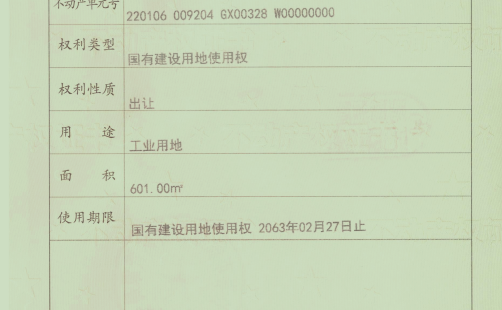 不动产单元号 220106 009204 GX00328 W00000000
权利类型 国有建设用地使用权
权利性质 出让
用 途 工业用地
面 积 601.00㎡
使用期限 国有建设用地使用权 2063年02月27日止